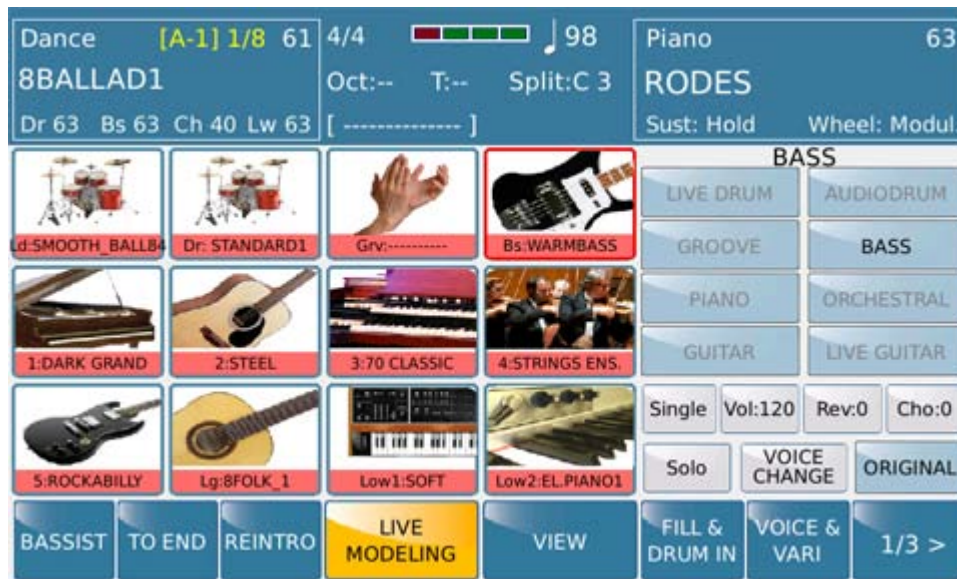 Dance [A-1] 1/8 61
8BALLAD1
Dr 63 Bs 63 Ch 40 Lw 63
4/4 98
Oct:-- T:-- Split:C 3
[ -------------- ]
Piano 63
RODES
Sust: Hold Wheel: Modul.
Ld:SMOOTH_BALL84 Dr: STANDARD1 Grv:---------- Bs:WARMBASS
1:DARK GRAND 2:STEEL 3:70 CLASSIC 4:STRINGS ENS.
5:ROCKABILLY Lg:8FOLK_1 Low1:SOFT Low2:EL.PIANO1
BASS
LIVE DRUM AUDIODRUM
GROOVE BASS
PIANO ORCHESTRAL
GUITAR LIVE GUITAR
Single Vol:120 Rev:0 Cho:0
Solo VOICE CHANGE ORIGINAL
BASSIST TO END REINTRO LIVE MODELING VIEW FILL & DRUM IN VOICE & VARI 1/3 >